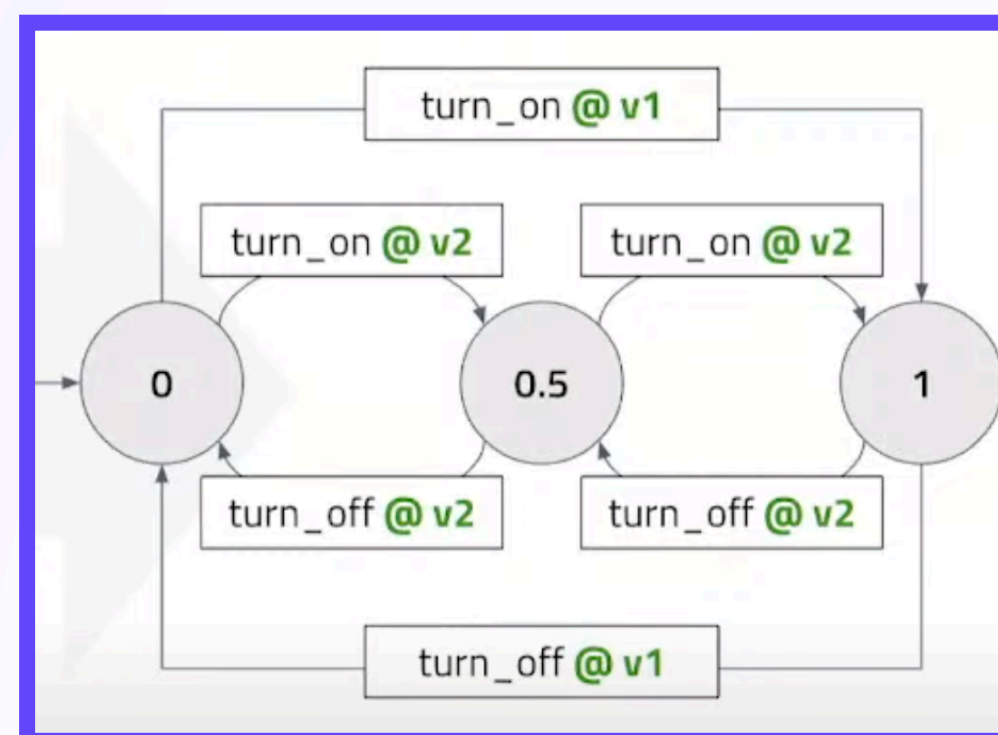 turn_on @ v1
turn_on @ v2
turn_on @ v2
0
0.5
1
turn_off @ v2
turn_off @ v2
turn_off @ v1